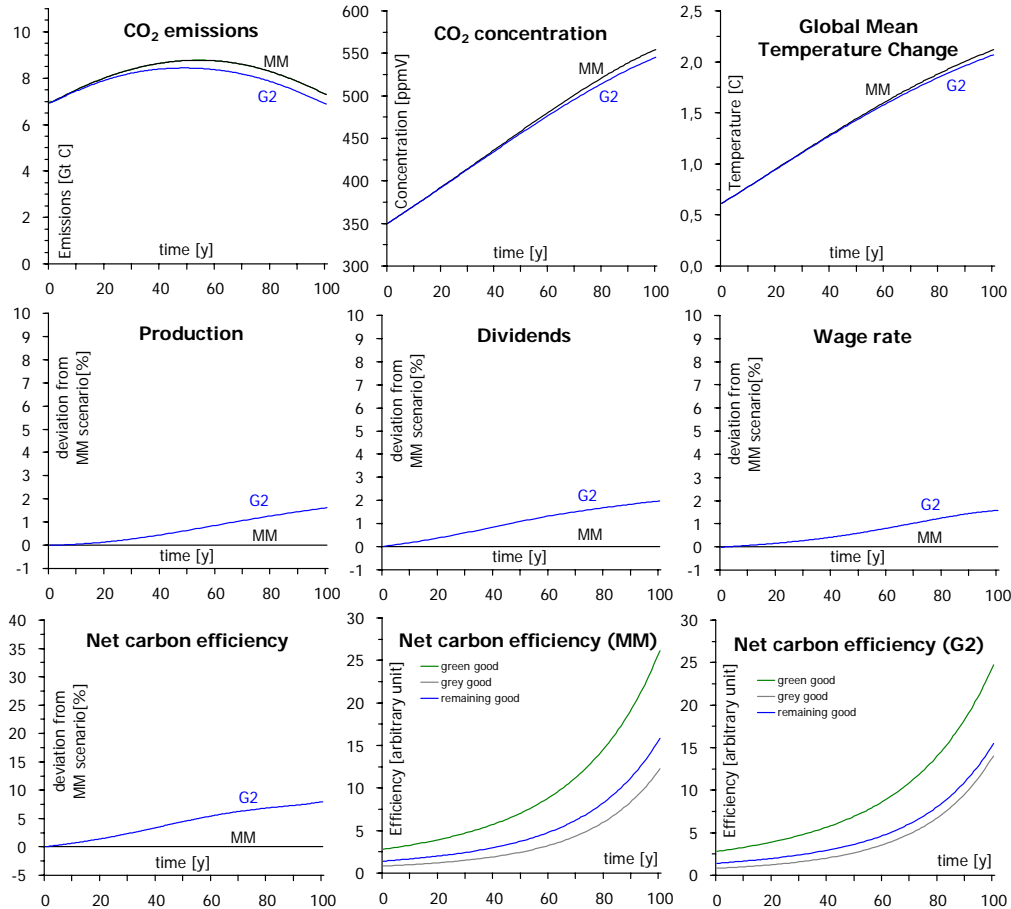 CO₂ emissions
MM
G2
Emissions [Gt C]
time [y]
10
8
6
4
2
0
0 20 40 60 80 100
CO₂ concentration
MM
G2
Concentration [ppmV]
time [y]
600
550
500
450
400
350
300
0 20 40 60 80 100
Global Mean
Temperature Change
MM
G2
Temperature [C]
time [y]
2,5
2,0
1,5
1,0
0,5
0,0
0 20 40 60 80 100
Production
deviation from
MM scenario[%]
G2
MM
time [y]
10
9
8
7
6
5
4
3
2
1
0
-1
0 20 40 60 80 100
Dividends
deviation from
MM scenario[%]
G2
MM
time [y]
10
9
8
7
6
5
4
3
2
1
0
-1
0 20 40 60 80 100
Wage rate
deviation from
MM scenario[%]
G2
MM
time [y]
10
9
8
7
6
5
4
3
2
1
0
-1
0 20 40 60 80 100
Net carbon efficiency
deviation from
MM scenario[%]
G2
MM
time [y]
40
35
30
25
20
15
10
5
0
-5
0 20 40 60 80 100
Net carbon efficiency (MM)
green good
grey good
remaining good
Efficiency [arbitrary unit]
time [y]
30
25
20
15
10
5
0
0 20 40 60 80 100
Net carbon efficiency (G2)
green good
grey good
remaining good
Efficiency [arbitrary unit]
time [y]
30
25
20
15
10
5
0
0 20 40 60 80 100